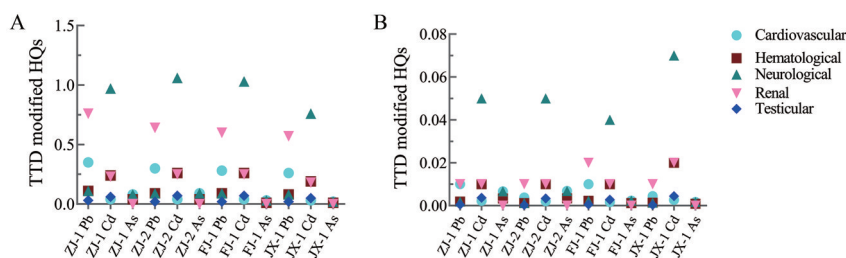 A
TTD modified HQs
1.5
1.0
0.5
0.0
ZJ-1 Pb
ZJ-1 Cd
ZJ-1 As
ZJ-2 Pb
ZJ-2 Cd
ZJ-2 As
FJ-1 Pb
FJ-1 Cd
FJ-1 As
JX-1 Pb
JX-1 Cd
JX-1 As
B
TTD modified HQs
0.08
0.06
0.04
0.02
0.00
ZJ-1 Pb
ZJ-1 Cd
ZJ-1 As
ZJ-2 Pb
ZJ-2 Cd
ZJ-2 As
FJ-1 Pb
FJ-1 Cd
FJ-1 As
JX-1 Pb
JX-1 Cd
JX-1 As
Cardiovascular
Hematological
Neurological
Renal
Testicular